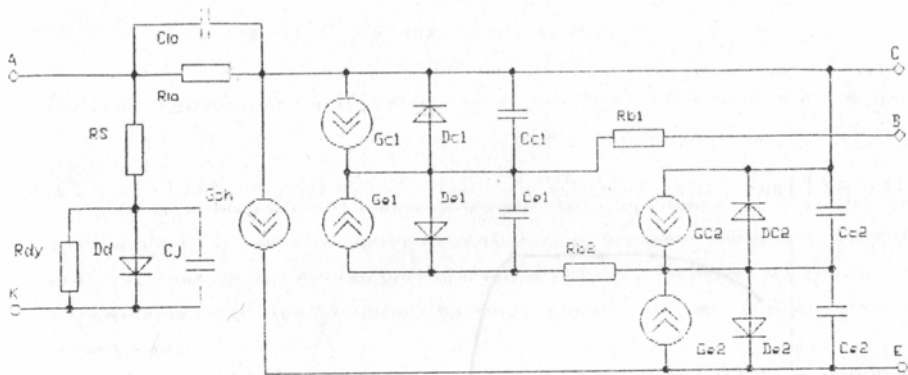 Cio
A
C
Rio
Gc1
Dc1
Cc1
Rb1
B
RS
Gsh
Ge1
De1
Ce1
Rdy
Dd
CJ
Rb2
GC2
DC2
Cc2
K
Ge2
De2
Ce2
E